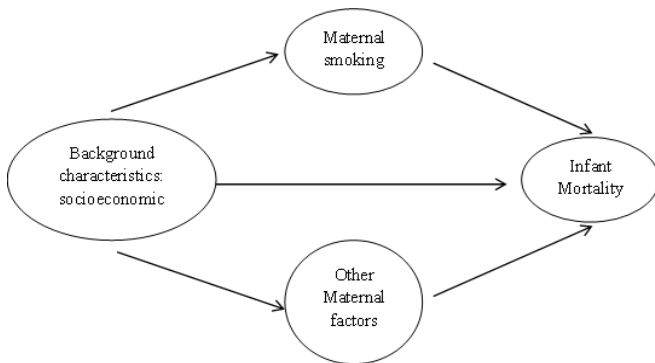 Maternal
smoking
Background
characteristics:
socioeconomic
Infant
Mortality
Other
Maternal
factors